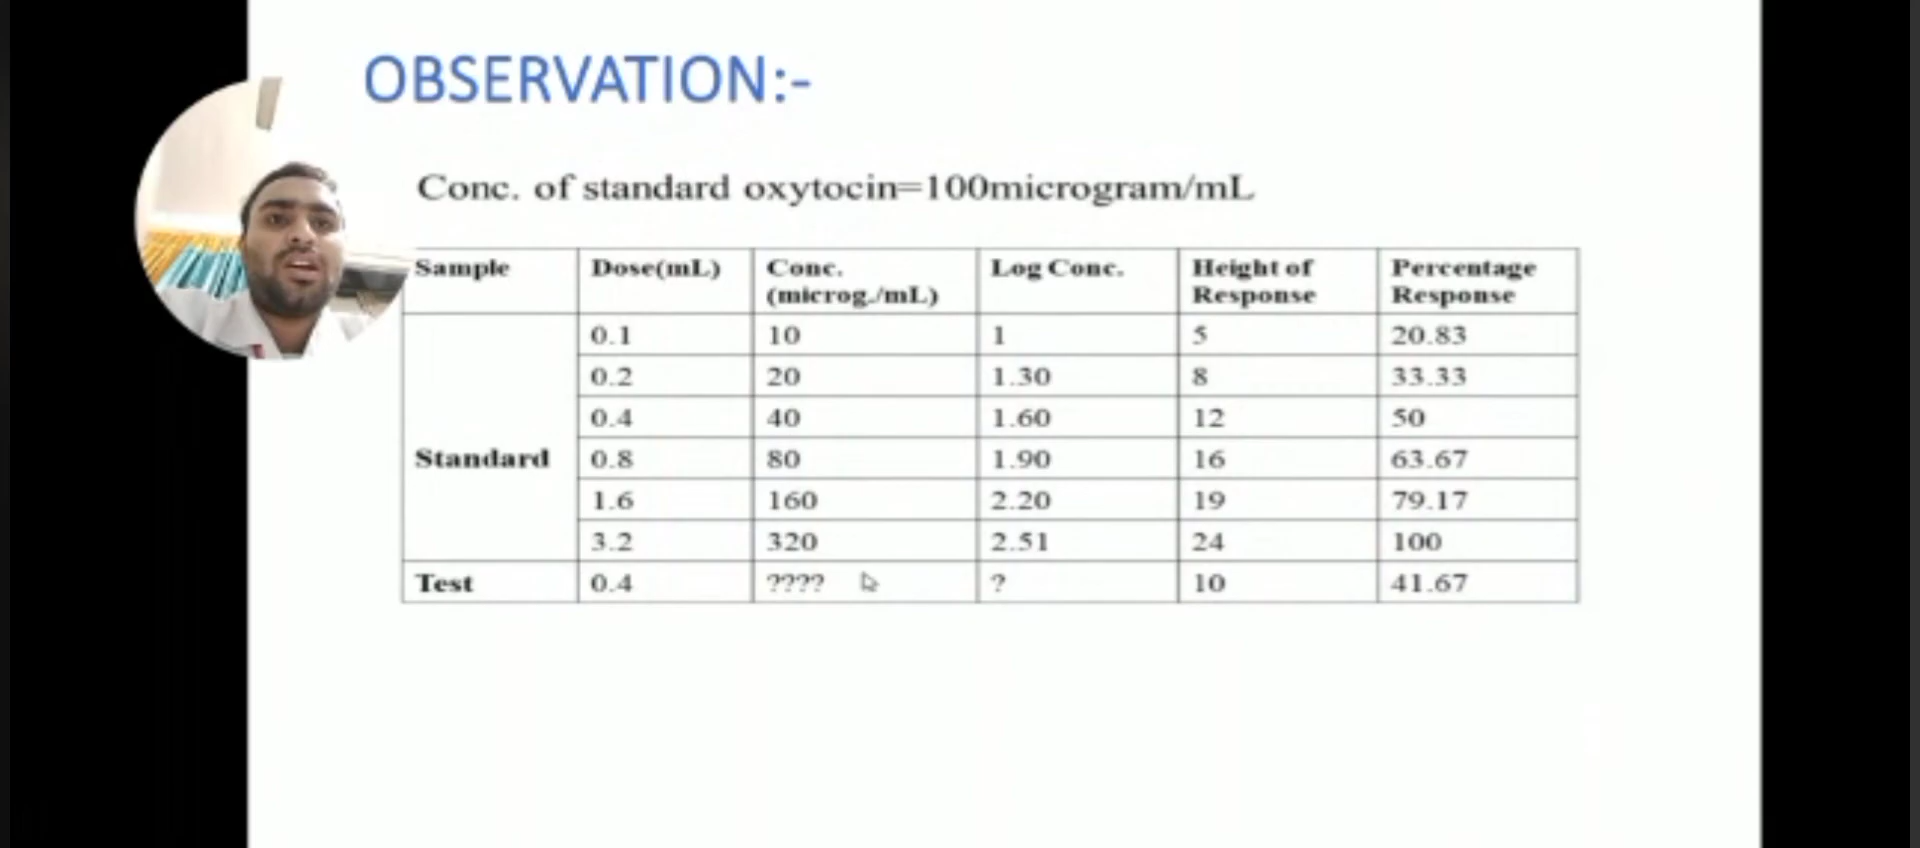 OBSERVATION:-
Conc. of standard oxytocin=100microgram/mL
Sample Dose(mL) Conc. (microg./mL) Log Conc. Height of Response Percentage Response
Standard 0.1 10 1 5 20.83
0.2 20 1.30 8 33.33
0.4 40 1.60 12 50
0.8 80 1.90 16 63.67
1.6 160 2.20 19 79.17
3.2 320 2.51 24 100
Test 0.4 ???? ? 10 41.67